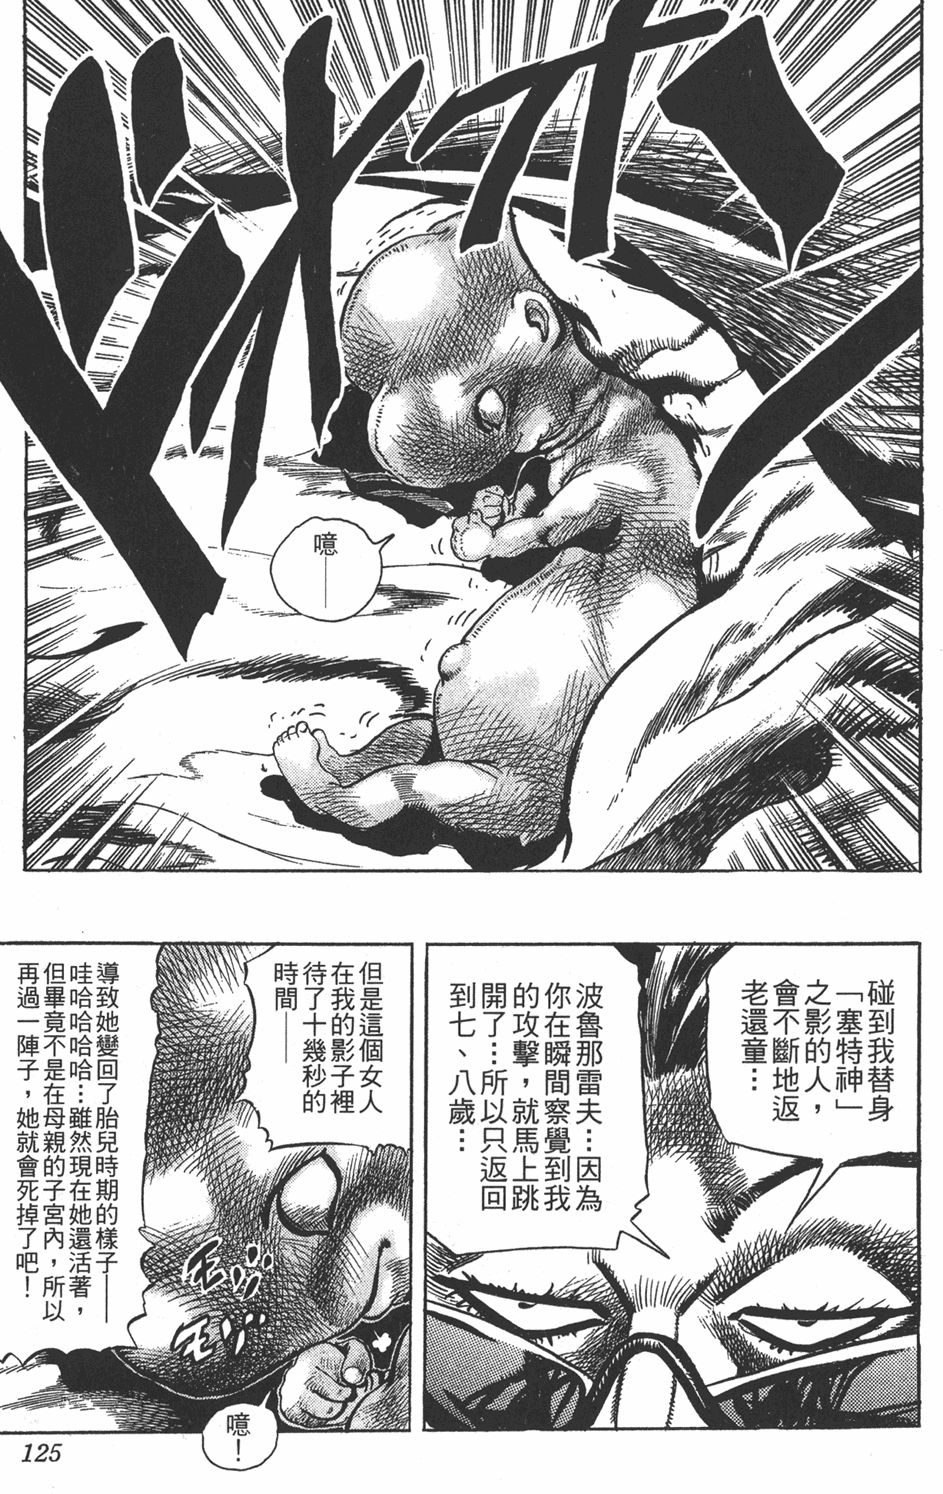 噫——
碰到我替身
「塞特神」
之影的人，
會不斷地返
老還童…
波魯那雷夫…因為
你在瞬間察覺到我
的攻擊，就馬上跳
開了…所以只返回
到七、八歲…
但是這個女人
在我的影子裡
待了十幾秒的
時間——
導致她變回了胎兒時期的樣子——
哇哈哈哈哈…雖然現在她還活著，
但畢竟不是在母親的子宮內，所以
再過一陣子，她就會死掉了吧！
モゾ
モゾ
噫！
125